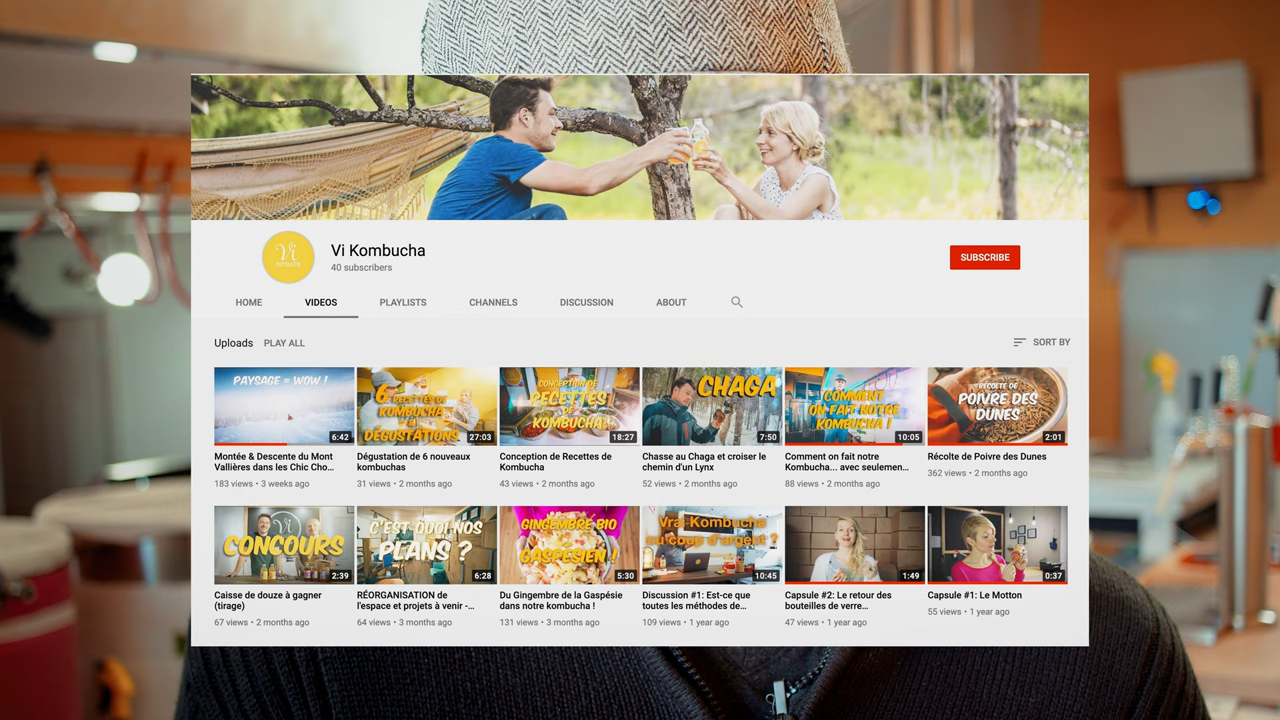 Vi Kombucha
40 subscribers
SUBSCRIBE
HOME
VIDEOS
PLAYLISTS
CHANNELS
DISCUSSION
ABOUT
Uploads
PLAY ALL
SORT BY
PAYSAGE = WOW !
6:42
Montée & Descente du Mont
Vallières dans les Chic Cho...
183 views • 3 weeks ago
6 RECETTES DE
KOMBUCHA
DÉGUSTATIONS
27:03
Dégustation de 6 nouveaux
kombuchas
31 views • 2 months ago
CONCEPTION DE
RECETTES
DE
KOMBUCHA
18:27
Conception de Recettes de
Kombucha
43 views • 2 months ago
CHAGA
7:50
Chasse au Chaga et croiser le
chemin d'un Lynx
52 views • 2 months ago
COMMENT
ON FAIT NOTRE
KOMBUCHA !
10:05
Comment on fait notre
Kombucha... avec seulemen...
88 views • 2 months ago
RÉCOLTE DE
POIVRE DES
DUNES
2:01
Récolte de Poivre des Dunes
362 views • 2 months ago
Vi
CONCOURS
2:39
Caisse de douze à gagner
(tirage)
67 views • 2 months ago
C'EST QUOI NOS
PLANS ?
6:28
RÉORGANISATION de
l'espace et projets à venir -...
64 views • 3 months ago
GINGEMBRE BIO
GASPÉSIEN !
5:30
Du Gingembre de la Gaspésie
dans notre kombucha !
131 views • 3 months ago
Vrai Kombucha
ou coup d'argent ?
10:45
Discussion #1: Est-ce que
toutes les méthodes de...
109 views • 1 year ago
1:49
Capsule #2: Le retour des
bouteilles de verre...
47 views • 1 year ago
0:37
Capsule #1: Le Motton
55 views • 1 year ago